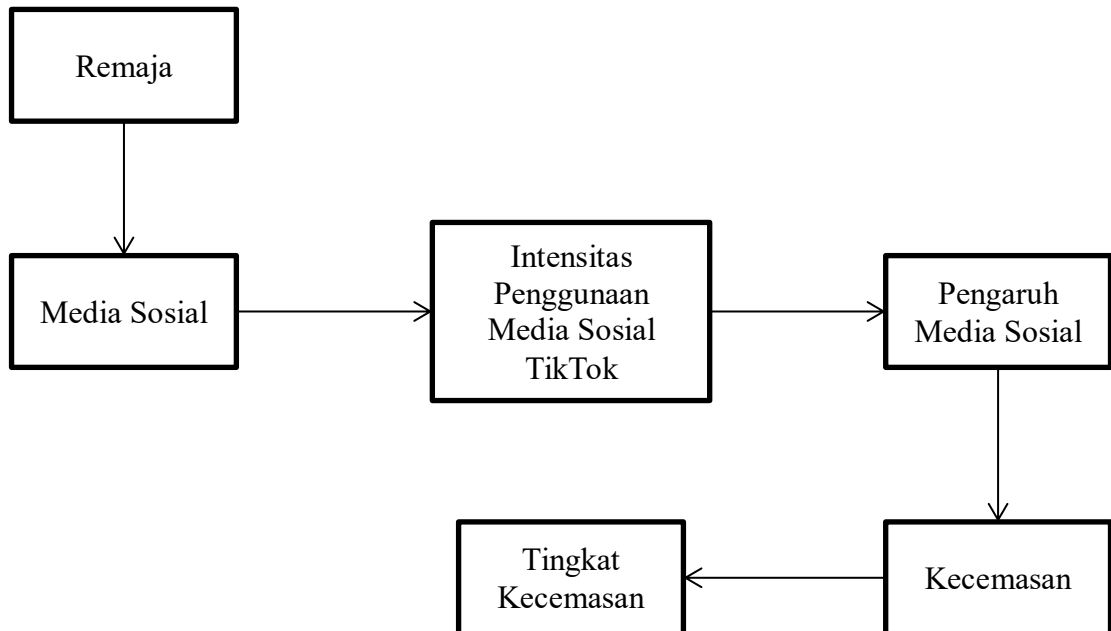 Remaja
Media Sosial
Intensitas
Penggunaan
Media Sosial
TikTok
Pengaruh
Media Sosial
Kecemasan
Tingkat
Kecemasan